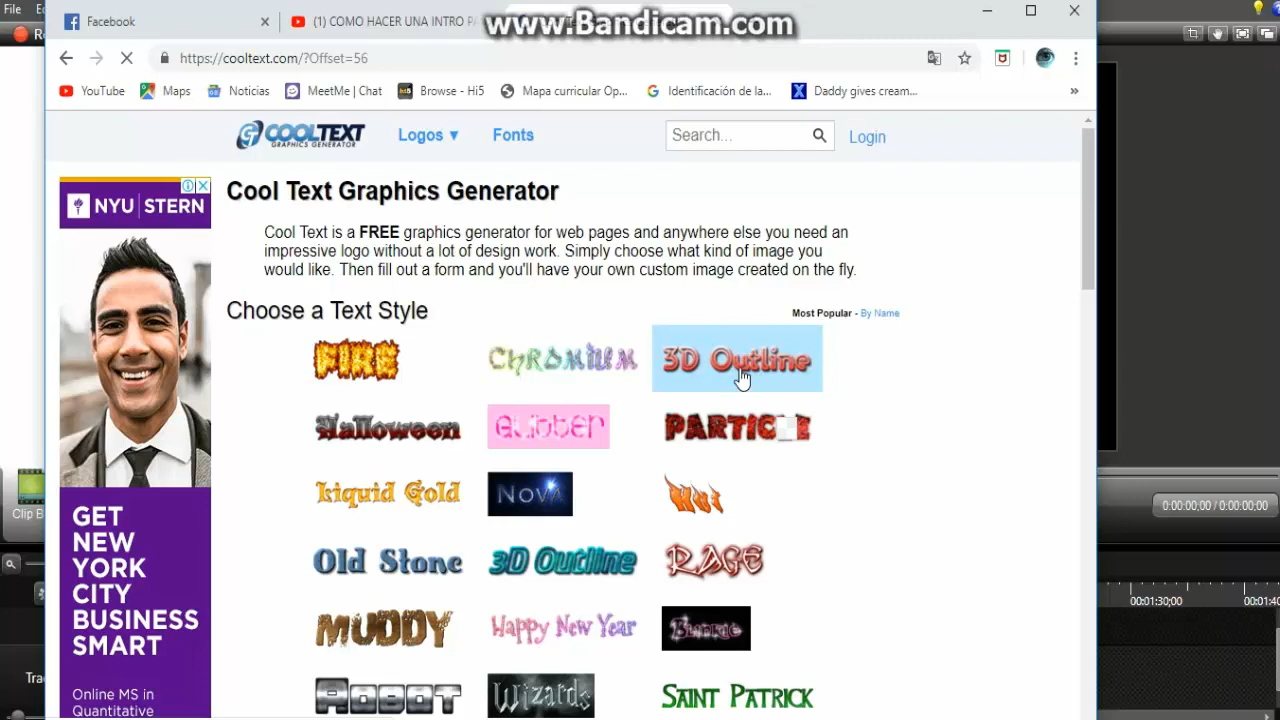 File
www.Bandicam.com
Facebook
(1) COMO HACER UNA INTRO PA
https://cooltext.com/?Offset=56
YouTube
Maps
Noticias
MeetMe | Chat
Browse - Hi5
Mapa curricular Op...
Identificación de la...
Daddy gives cream...
»
COOLTEXT
GRAPHICS GENERATOR
Logos ▼
Fonts
Search...
Login
NYU | STERN
Cool Text Graphics Generator
Cool Text is a FREE graphics generator for web pages and anywhere else you need an
impressive logo without a lot of design work. Simply choose what kind of image you
would like. Then fill out a form and you'll have your own custom image created on the fly.
Choose a Text Style
Most Popular - By Name
FIRE
Chromium
3D Outline
Halloween
Glitter
Liquid Gold
Nova
Hot
Old Stone
3D Outline
RAGE
MUDDY
Happy New Year
Robot
Wizards
Saint Patrick
GET
NEW
YORK
CITY
BUSINESS
SMART
Online MS in
Quantitative
0:00:00;00 / 0:00:00;00
00:01:30;00